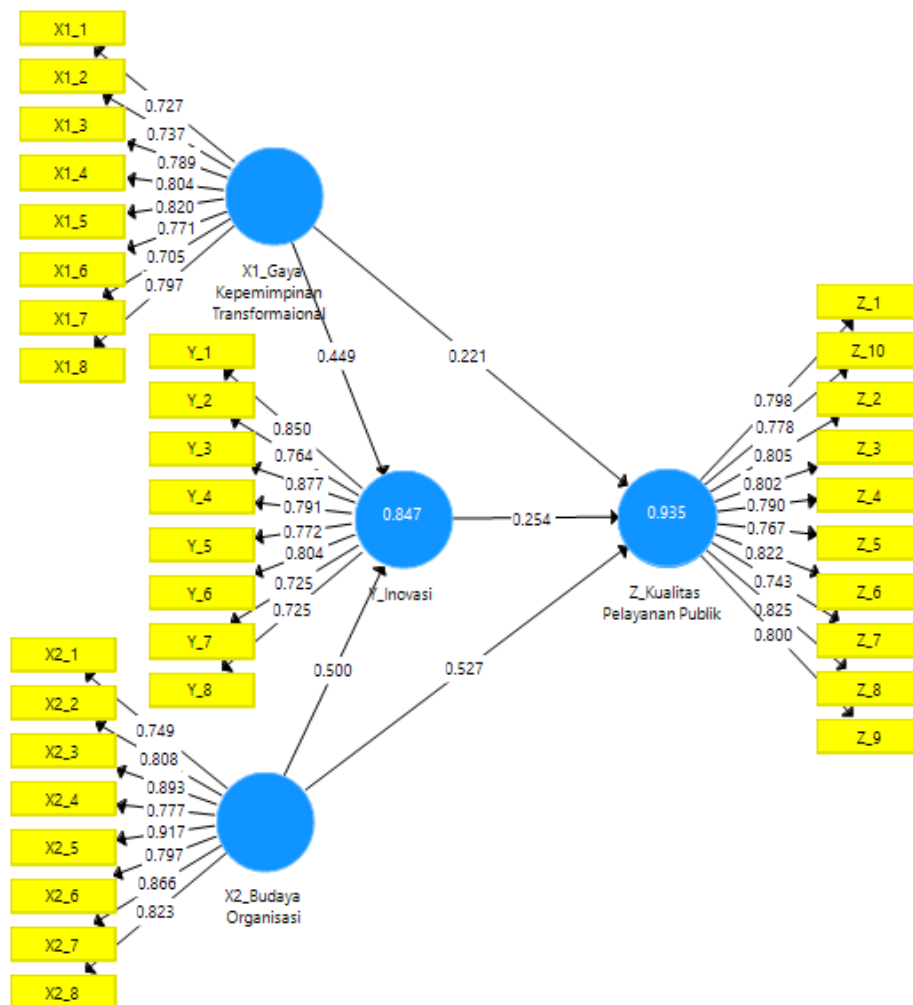 X1_1
X1_2
X1_3
X1_4
X1_5
X1_6
X1_7
X1_8
0.727
0.737
0.789
0.804
0.820
0.771
0.705
0.797
X1_Gaya
Kepemimpinan
Transformaional
0.449
0.221
Y_1
Y_2
Y_3
Y_4
Y_5
Y_6
Y_7
Y_8
0.850
0.764
0.877
0.791
0.772
0.804
0.725
0.725
0.847
Y_Inovasi
0.254
0.935
Z_Kualitas
Pelayanan Publik
Z_1
Z_10
Z_2
Z_3
Z_4
Z_5
Z_6
Z_7
Z_8
Z_9
0.798
0.778
0.805
0.802
0.790
0.767
0.822
0.743
0.825
0.800
0.500
0.527
X2_1
X2_2
X2_3
X2_4
X2_5
X2_6
X2_7
X2_8
0.749
0.808
0.893
0.777
0.917
0.797
0.866
0.823
X2_Budaya
Organisasi